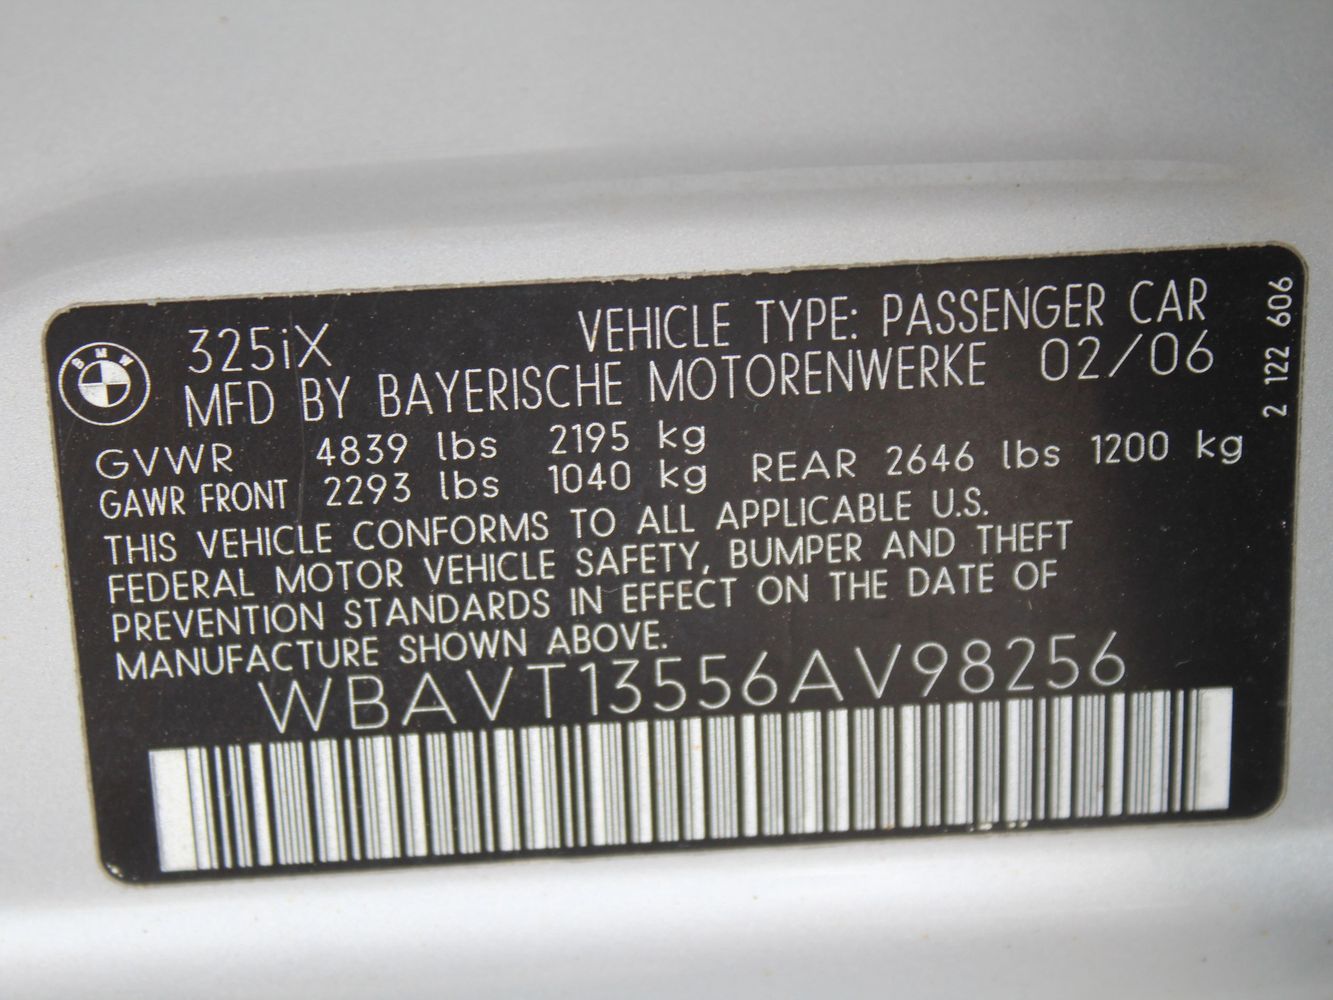 BMW
325iX VEHICLE TYPE: PASSENGER CAR
MFD BY BAYERISCHE MOTORENWERKE 02/06
GVWR 4839 lbs 2195 kg
GAWR FRONT 2293 lbs 1040 kg REAR 2646 lbs 1200 kg
THIS VEHICLE CONFORMS TO ALL APPLICABLE U.S.
FEDERAL MOTOR VEHICLE SAFETY, BUMPER AND THEFT
PREVENTION STANDARDS IN EFFECT ON THE DATE OF
MANUFACTURE SHOWN ABOVE.
WBAVT13556AV98256
2 122 606